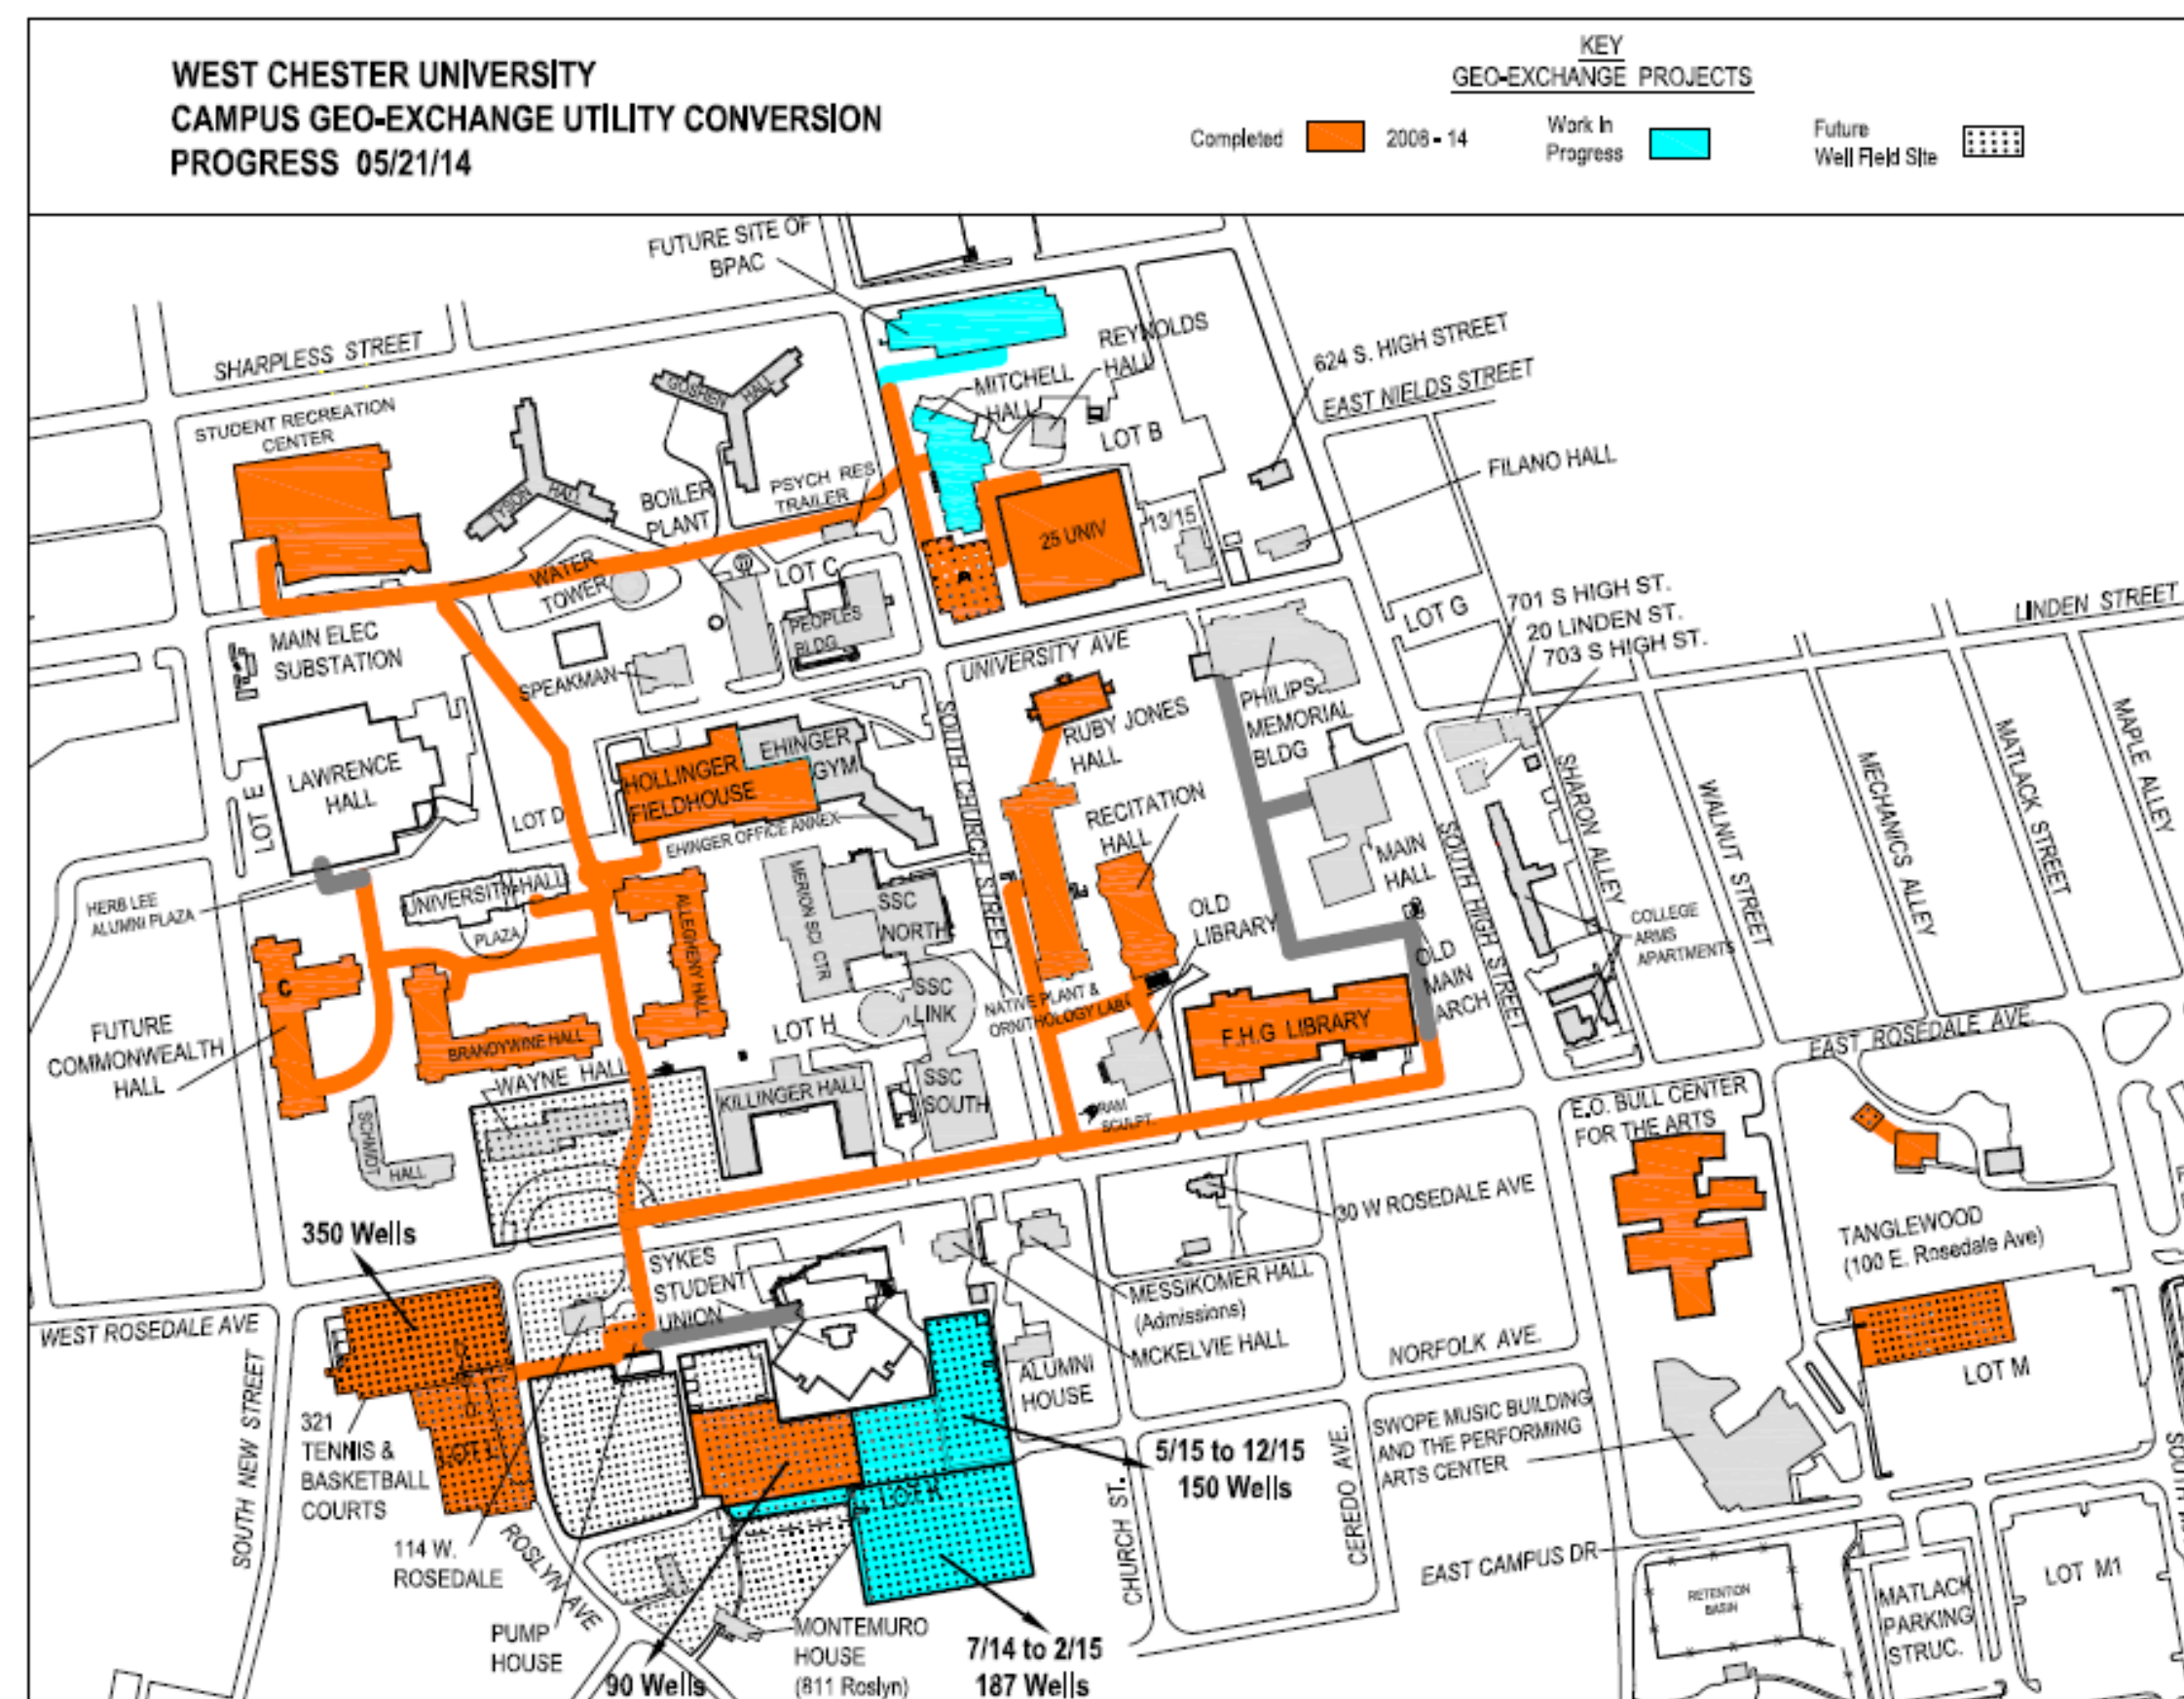 WEST CHESTER UNIVERSITY
CAMPUS GEO-EXCHANGE UTILITY CONVERSION
PROGRESS 05/21/14
KEY
GEO-EXCHANGE PROJECTS
Completed
2008 - 14
Work In
Progress
Future
Well Field Site
FUTURE SITE OF
BPAC
SHARPLESS STREET
STUDENT RECREATION
CENTER
GOSHEN HALL
TYSON HALL
BOILER
PLANT
PSYCH RES
TRAILER
MITCHELL
HALL
REYNOLDS
HALL
LOT B
624 S. HIGH STREET
EAST NIELDS STREET
FILANO HALL
25 UNIV
13/15
WATER
TOWER
LOT C
PEOPLES
BLDG
MAIN ELEC
SUBSTATION
SPEAKMAN
UNIVERSITY AVE
LOT G
701 S HIGH ST.
20 LINDEN ST.
703 S HIGH ST.
LINDEN STREET
LAWRENCE
HALL
LOT E
LOT D
HOLLINGER
FIELDHOUSE
EHINGER
GYM
EHINGER OFFICE ANNEX
SOUTH CHURCH STREET
RUBY JONES
HALL
PHILIPS
MEMORIAL
BLDG
RECITATION
HALL
MAIN
HALL
SOUTH HIGH STREET
SHARON ALLEY
WALNUT STREET
MECHANICS ALLEY
MATLACK STREET
MAPLE ALLEY
HERB LEE
ALUMNI PLAZA
UNIVERSITY HALL
PLAZA
ALLEGHENY HALL
MERION SCI CTR
SSC
NORTH
OLD
LIBRARY
COLLEGE
ARMS
APARTMENTS
C
FUTURE
COMMONWEALTH
HALL
BRANDYWINE HALL
LOT H
SSC
LINK
NATIVE PLANT &
ORNITHOLOGY LAB
F.H.G LIBRARY
OLD
MAIN
ARCH
EAST ROSEDALE AVE.
WAYNE HALL
KILLINGER HALL
SSC
SOUTH
RAM
SCULPT.
SCHMIDT
HALL
E.O. BULL CENTER
FOR THE ARTS
30 W ROSEDALE AVE
TANGLEWOOD
(100 E. Rosedale Ave)
350 Wells
SYKES
STUDENT
UNION
MESSIKOMER HALL
(Admissions)
MCKELVIE HALL
WEST ROSEDALE AVE
NORFOLK AVE.
ALUMNI
HOUSE
LOT M
SOUTH NEW STREET
321
TENNIS &
BASKETBALL
COURTS
LOT L
LOT K
5/15 to 12/15
150 Wells
SWOPE MUSIC BUILDING
AND THE PERFORMING
ARTS CENTER
CHURCH ST.
CEREDO AVE.
114 W.
ROSEDALE
ROSLYN AVE
EAST CAMPUS DR
RETENTION
BASIN
MATLACK
PARKING
STRUC.
LOT M1
PUMP
HOUSE
MONTEMURO
HOUSE
(811 Roslyn)
90 Wells
7/14 to 2/15
187 Wells